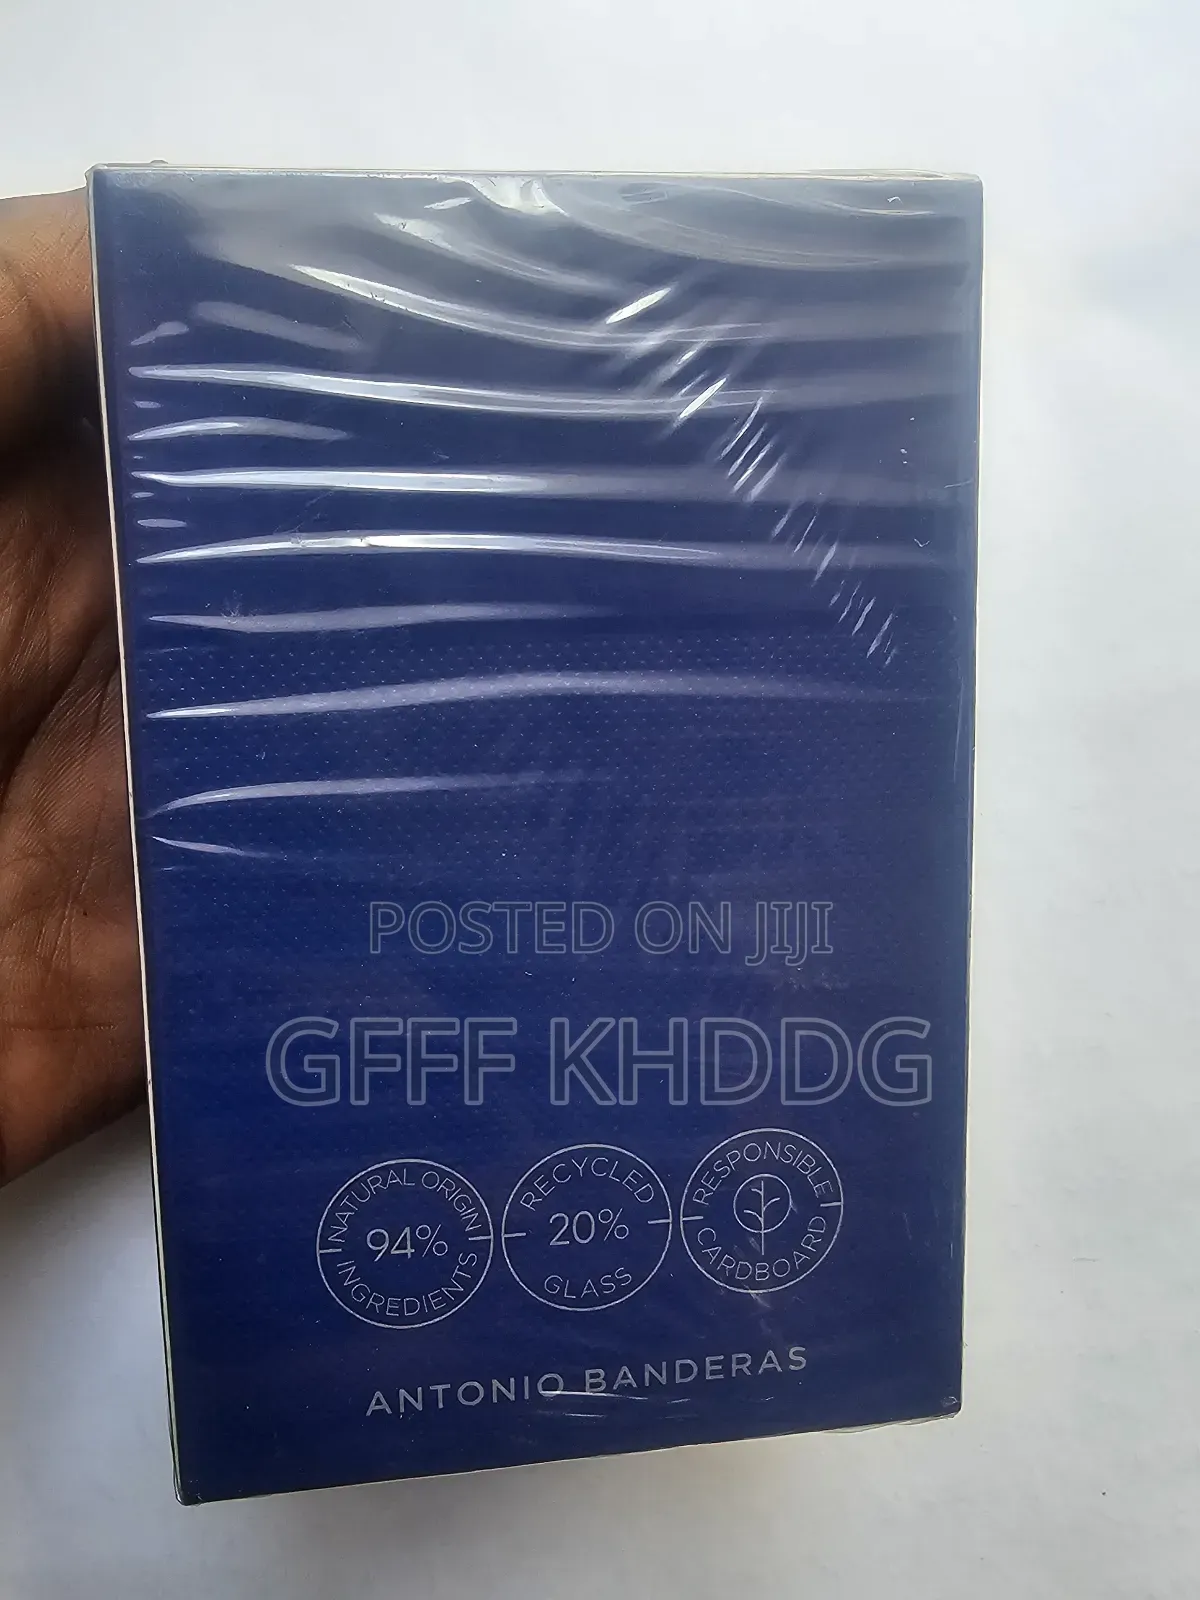 POSTED ON JIJI
GFFF KHDDG
NATURAL ORIGIN
94%
INGREDIENTS
RECYCLED
20%
GLASS
RESPONSIBLE
CARDBOARD
ANTONIO BANDERAS